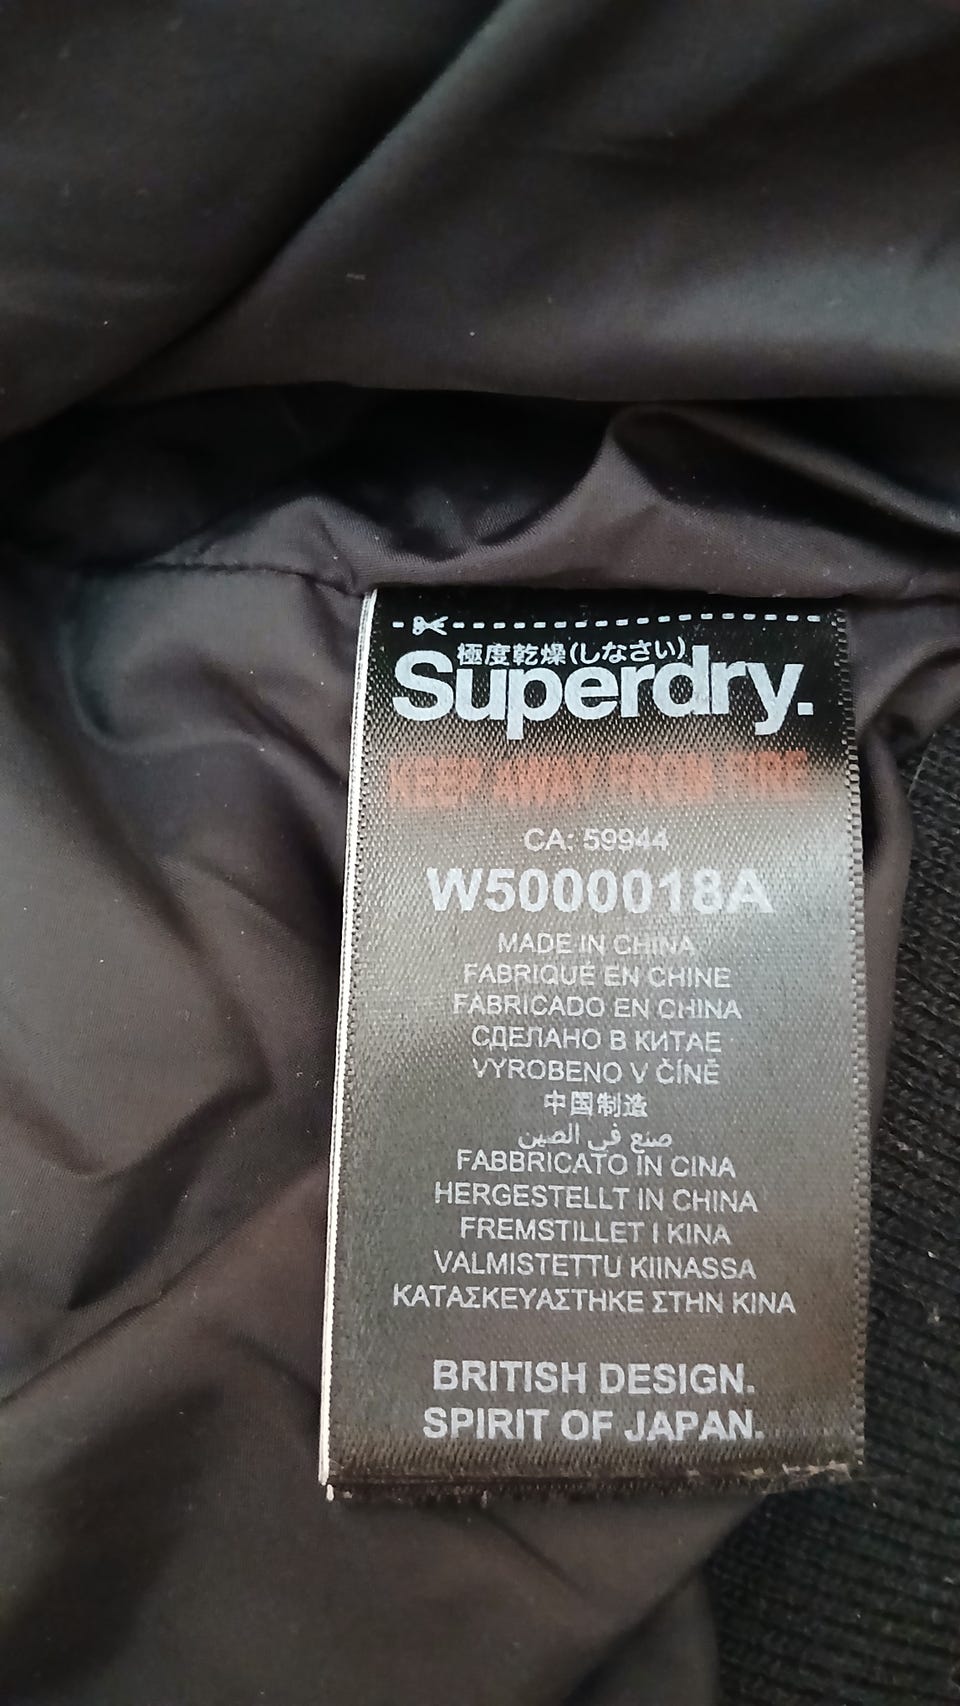 極度乾燥(しなさい)
Superdry.
KEEP AWAY FROM FIRE
CA: 59944
W5000018A
MADE IN CHINA
FABRIQUÉ EN CHINE
FABRICADO EN CHINA
СДЕЛАНО В КИТАЕ
VYROBENO V ČÍNĚ
中国制造
صنع في الصين
FABBRICATO IN CINA
HERGESTELLT IN CHINA
FREMSTILLET I KINA
VALMISTETTU KIINASSA
ΚΑΤΑΣΚΕΥΑΣΤΗΚΕ ΣΤΗΝ ΚΙΝΑ
BRITISH DESIGN.
SPIRIT OF JAPAN.